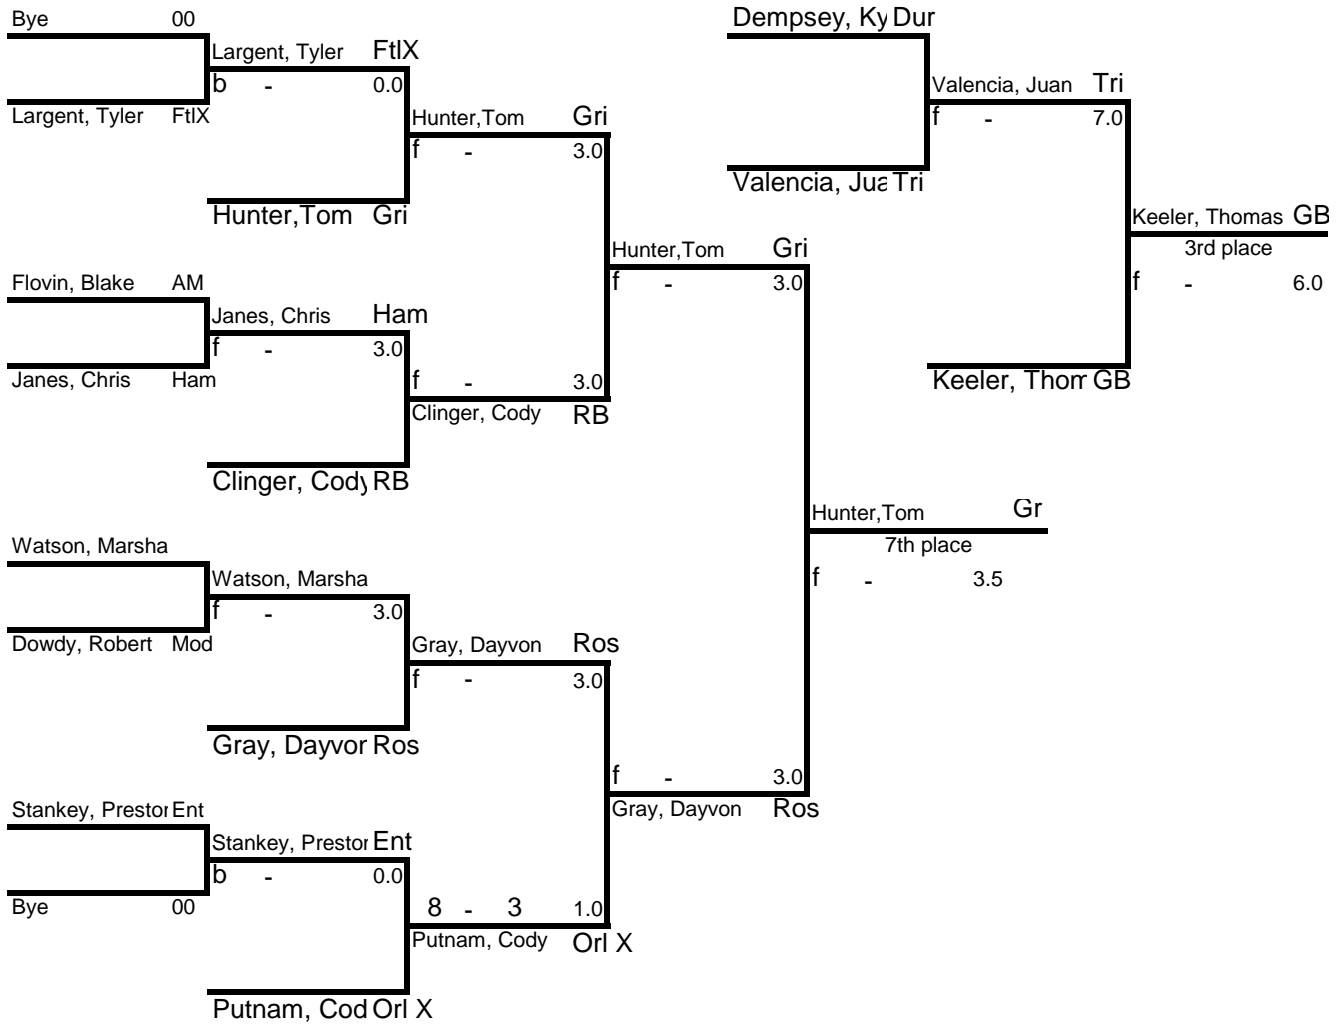 Bye 00
Largent, Tyler FtlX
b - 0.0
Largent, Tyler FtlX
Hunter,Tom Gri
f - 3.0
Hunter,Tom Gri
Hunter,Tom Gri
f - 3.0
Flovin, Blake AM
Janes, Chris Ham
f - 3.0
Janes, Chris Ham
f - 3.0
Clinger, Cody RB
Clinger, Cody RB
Watson, Marsha
Watson, Marsha
f - 3.0
Dowdy, Robert Mod
Gray, Dayvon Ros
f - 3.0
Gray, Dayvor Ros
f - 3.0
Gray, Dayvon Ros
Stankey, Prestor Ent
Stankey, Prestor Ent
b - 0.0
Bye 00
8 - 3 1.0
Putnam, Cody Orl X
Putnam, Cod Orl X
Hunter,Tom Gr
7th place
f - 3.5
Dempsey, Ky Dur
Valencia, Juan Tri
f - 7.0
Valencia, Jua Tri
Keeler, Thomas GB
3rd place
f - 6.0
Keeler, Thom GB